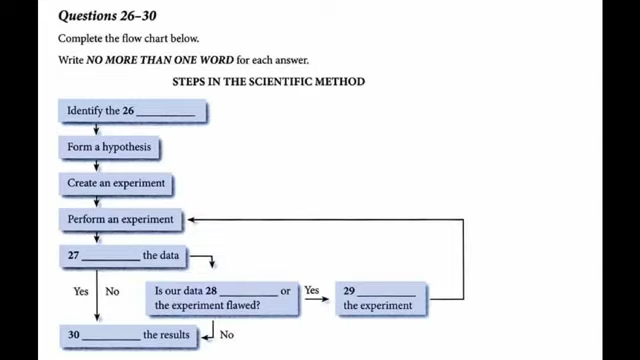 Questions 26–30
Complete the flow chart below.
Write NO MORE THAN ONE WORD for each answer.
STEPS IN THE SCIENTIFIC METHOD
Identify the 26 __________
Form a hypothesis
Create an experiment
Perform an experiment
27 __________ the data
Yes No
Is our data 28 __________ or
the experiment flawed?
Yes
29 __________
the experiment
30 __________ the results
No